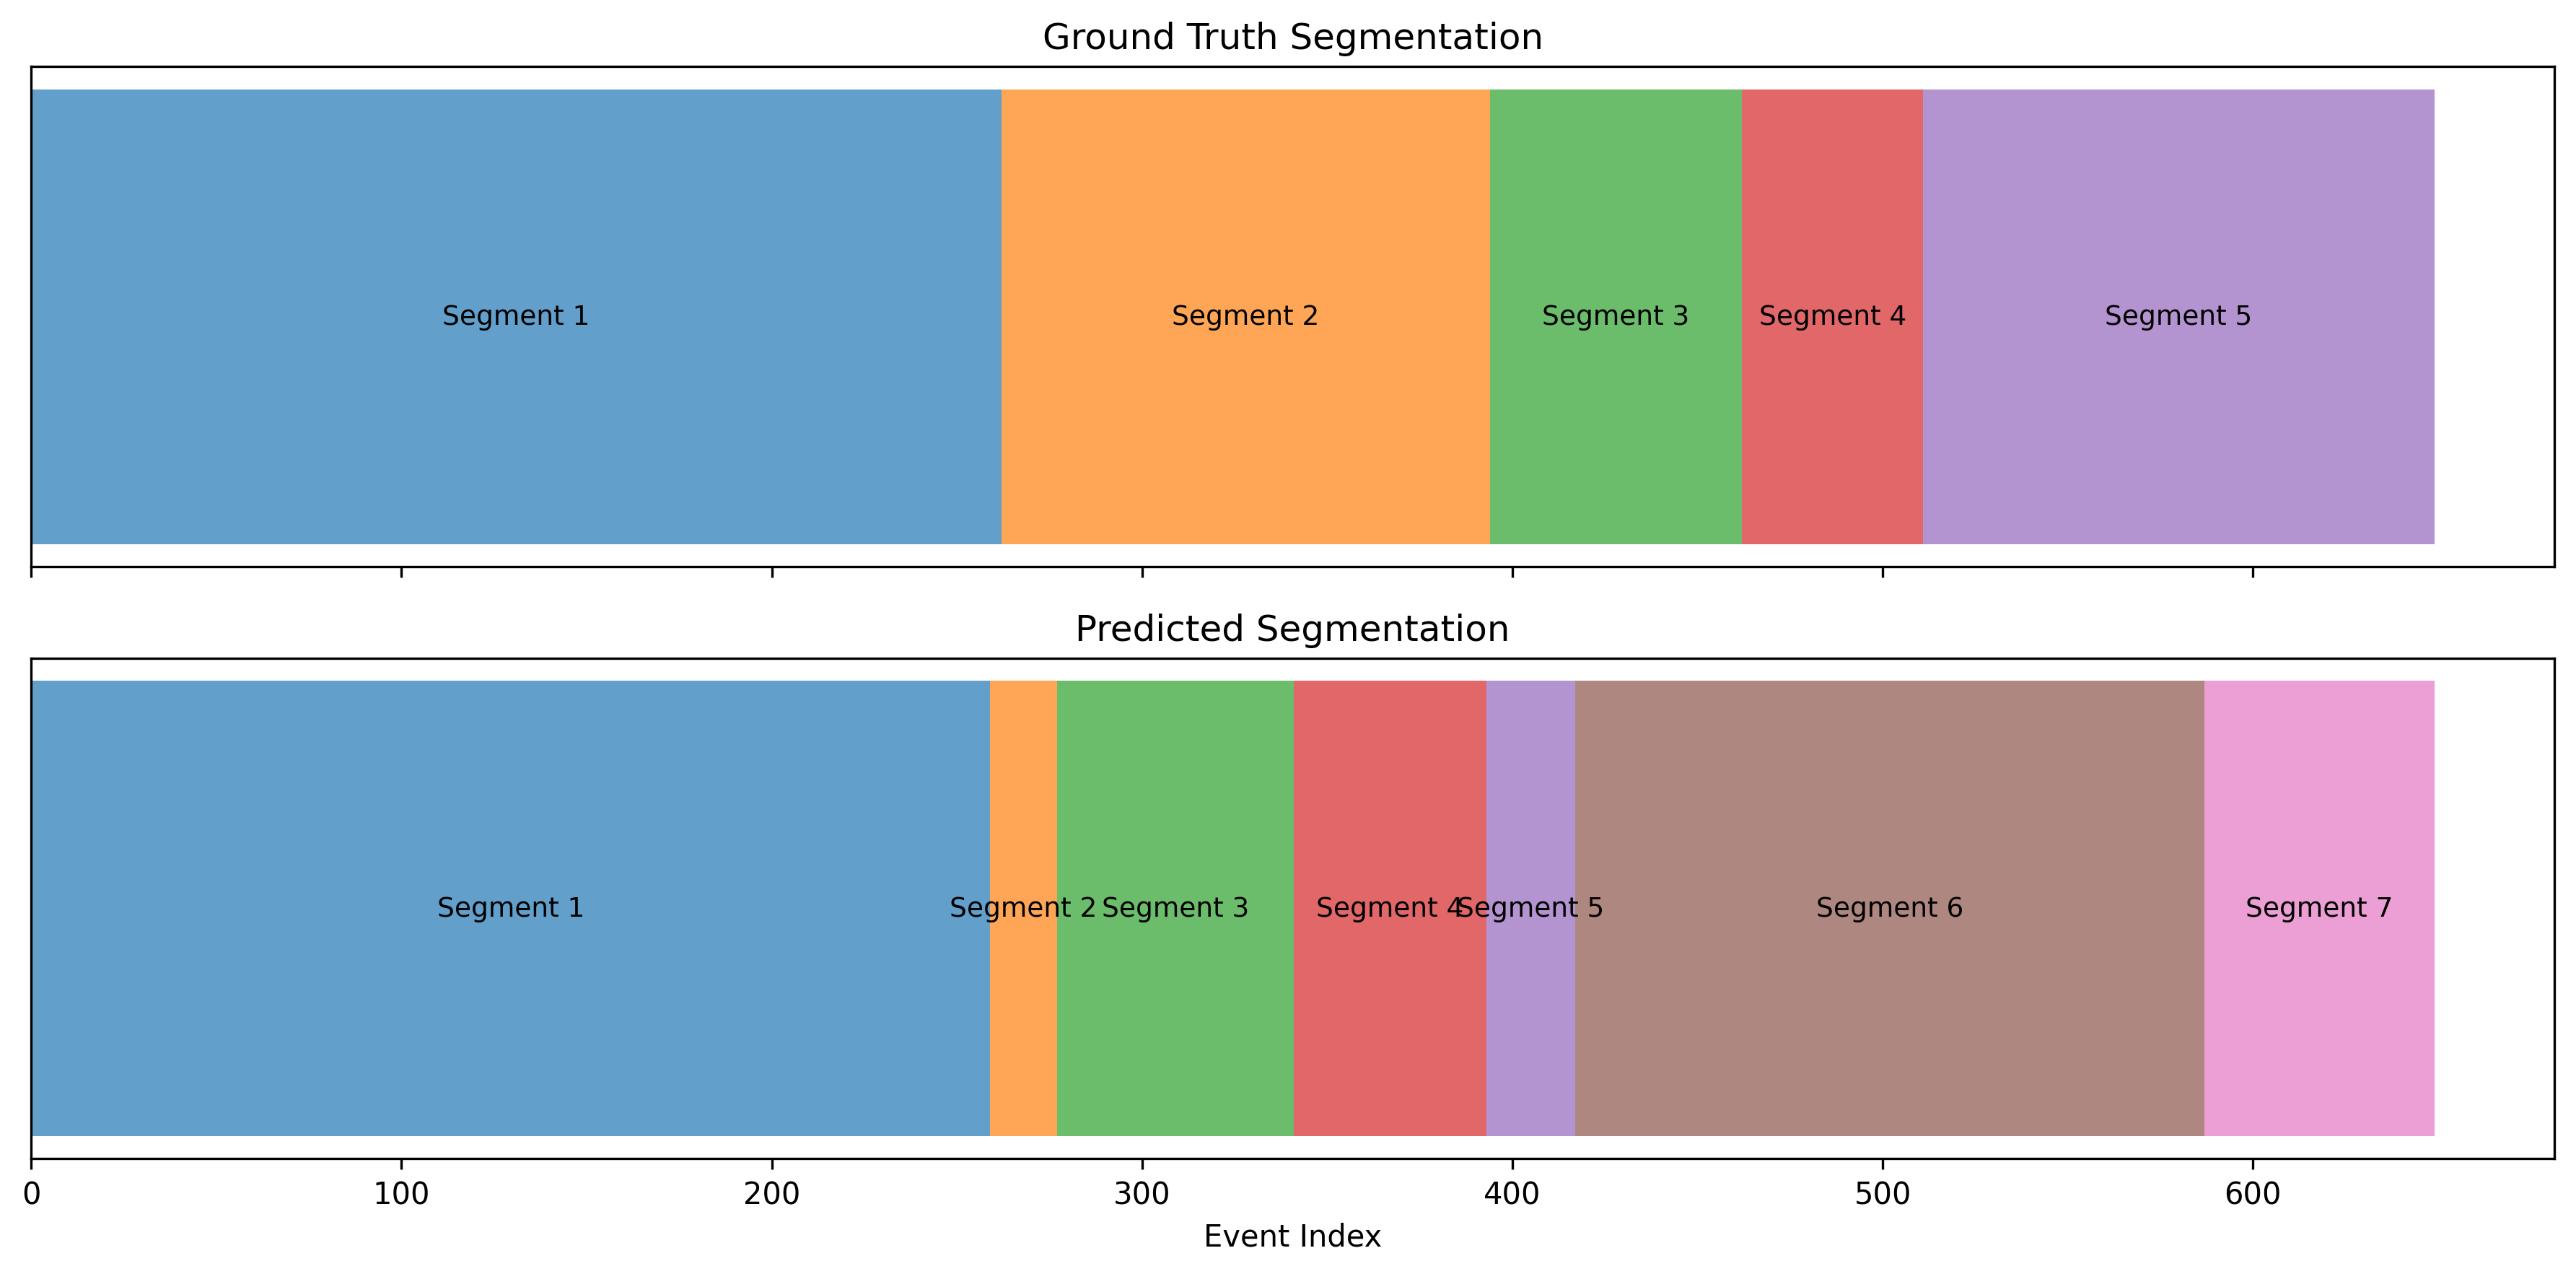 Ground Truth Segmentation
Segment 1 Segment 2 Segment 3 Segment 4 Segment 5
Predicted Segmentation
Segment 1 Segment 2 Segment 3 Segment 4 Segment 5 Segment 6 Segment 7
0 100 200 300 400 500 600
Event Index